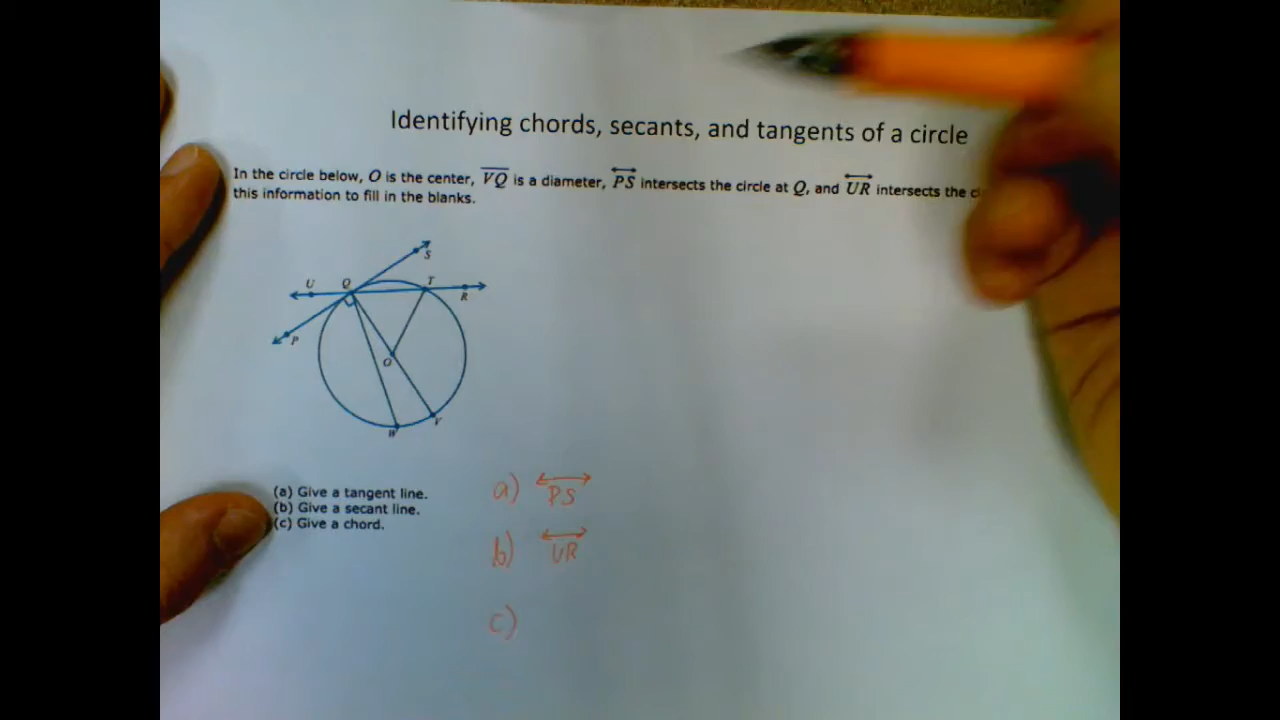 Identifying chords, secants, and tangents of a circle
In the circle below, O is the center, VQ is a diameter, PS intersects the circle at Q, and UR intersects the
this information to fill in the blanks.
S
U Q T
R
P
O
V
W
(a) Give a tangent line.
(b) Give a secant line.
(c) Give a chord.
a) PS
b) UR
c)